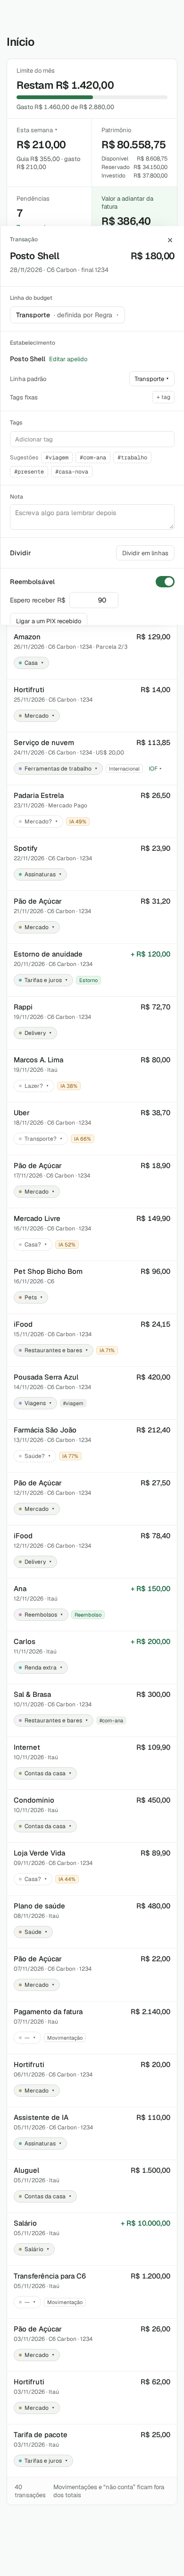 Início
Limite do mês
Restam R$ 1.420,00
Gasto R$ 1.460,00 de R$ 2.880,00
Esta semana
R$ 210,00
Guia R$ 355,00 · gasto
R$ 210,00
Patrimônio
R$ 80.558,75
Disponível R$ 8.608,75
Reservado R$ 34.150,00
Investido R$ 37.800,00
Pendências
7
Valor a adiantar da
fatura
R$ 386,40
Transação
×
Posto Shell R$ 180,00
28/11/2026 · C6 Carbon · final 1234
Linha do budget
Transporte · definida por Regra
Estabelecimento
Posto Shell Editar apelido
Linha padrão Transporte
Tags fixas + tag
Tags
Adicionar tag
Sugestões #viagem #com-ana #trabalho
#presente #casa-nova
Nota
Escreva algo para lembrar depois
Dividir Dividir em linhas
Reembolsável
Espero receber R$ 90
Ligar a um PIX recebido
Amazon R$ 129,00
26/11/2026 · C6 Carbon · 1234 · Parcela 2/3
Casa
Hortifruti R$ 14,00
25/11/2026 · C6 Carbon · 1234
Mercado
Serviço de nuvem R$ 113,85
24/11/2026 · C6 Carbon · 1234 · US$ 20,00
Ferramentas de trabalho Internacional IOF
Padaria Estrela R$ 26,50
23/11/2026 · Mercado Pago
Mercado? IA 49%
Spotify R$ 23,90
22/11/2026 · C6 Carbon · 1234
Assinaturas
Pão de Açúcar R$ 31,20
21/11/2026 · C6 Carbon · 1234
Mercado
Estorno de anuidade + R$ 120,00
20/11/2026 · C6 Carbon · 1234
Tarifas e juros Estorno
Rappi R$ 72,70
19/11/2026 · C6 Carbon · 1234
Delivery
Marcos A. Lima R$ 80,00
19/11/2026 · Itaú
Lazer? IA 38%
Uber R$ 38,70
18/11/2026 · C6 Carbon · 1234
Transporte? IA 66%
Pão de Açúcar R$ 18,90
17/11/2026 · C6 Carbon · 1234
Mercado
Mercado Livre R$ 149,90
16/11/2026 · C6 Carbon · 1234
Casa? IA 52%
Pet Shop Bicho Bom R$ 96,00
16/11/2026 · C6
Pets
iFood R$ 24,15
15/11/2026 · C6 Carbon · 1234
Restaurantes e bares IA 71%
Pousada Serra Azul R$ 420,00
14/11/2026 · C6 Carbon · 1234
Viagens #viagem
Farmácia São João R$ 212,40
13/11/2026 · C6 Carbon · 1234
Saúde? IA 77%
Pão de Açúcar R$ 27,50
12/11/2026 · C6 Carbon · 1234
Mercado
iFood R$ 78,40
12/11/2026 · C6 Carbon · 1234
Delivery
Ana + R$ 150,00
12/11/2026 · Itaú
Reembolsos Reembolso
Carlos + R$ 200,00
11/11/2026 · Itaú
Renda extra
Sal & Brasa R$ 300,00
10/11/2026 · C6 Carbon · 1234
Restaurantes e bares #com-ana
Internet R$ 109,90
10/11/2026 · Itaú
Contas da casa
Condomínio R$ 450,00
10/11/2026 · Itaú
Contas da casa
Loja Verde Vida R$ 89,90
09/11/2026 · C6 Carbon · 1234
Casa? IA 44%
Plano de saúde R$ 480,00
08/11/2026 · Itaú
Saúde
Pão de Açúcar R$ 22,00
07/11/2026 · C6 Carbon · 1234
Mercado
Pagamento da fatura R$ 2.140,00
07/11/2026 · Itaú
— Movimentação
Hortifruti R$ 20,00
06/11/2026 · C6 Carbon · 1234
Mercado
Assistente de IA R$ 110,00
05/11/2026 · C6 Carbon · 1234
Assinaturas
Aluguel R$ 1.500,00
05/11/2026 · Itaú
Contas da casa
Salário + R$ 10.000,00
05/11/2026 · Itaú
Salário
Transferência para C6 R$ 1.200,00
05/11/2026 · Itaú
— Movimentação
Pão de Açúcar R$ 26,00
03/11/2026 · C6 Carbon · 1234
Mercado
Hortifruti R$ 62,00
03/11/2026 · Itaú
Mercado
Tarifa de pacote R$ 25,00
03/11/2026 · Itaú
Tarifas e juros
40
transações
Movimentações e “não conta” ficam fora
dos totais